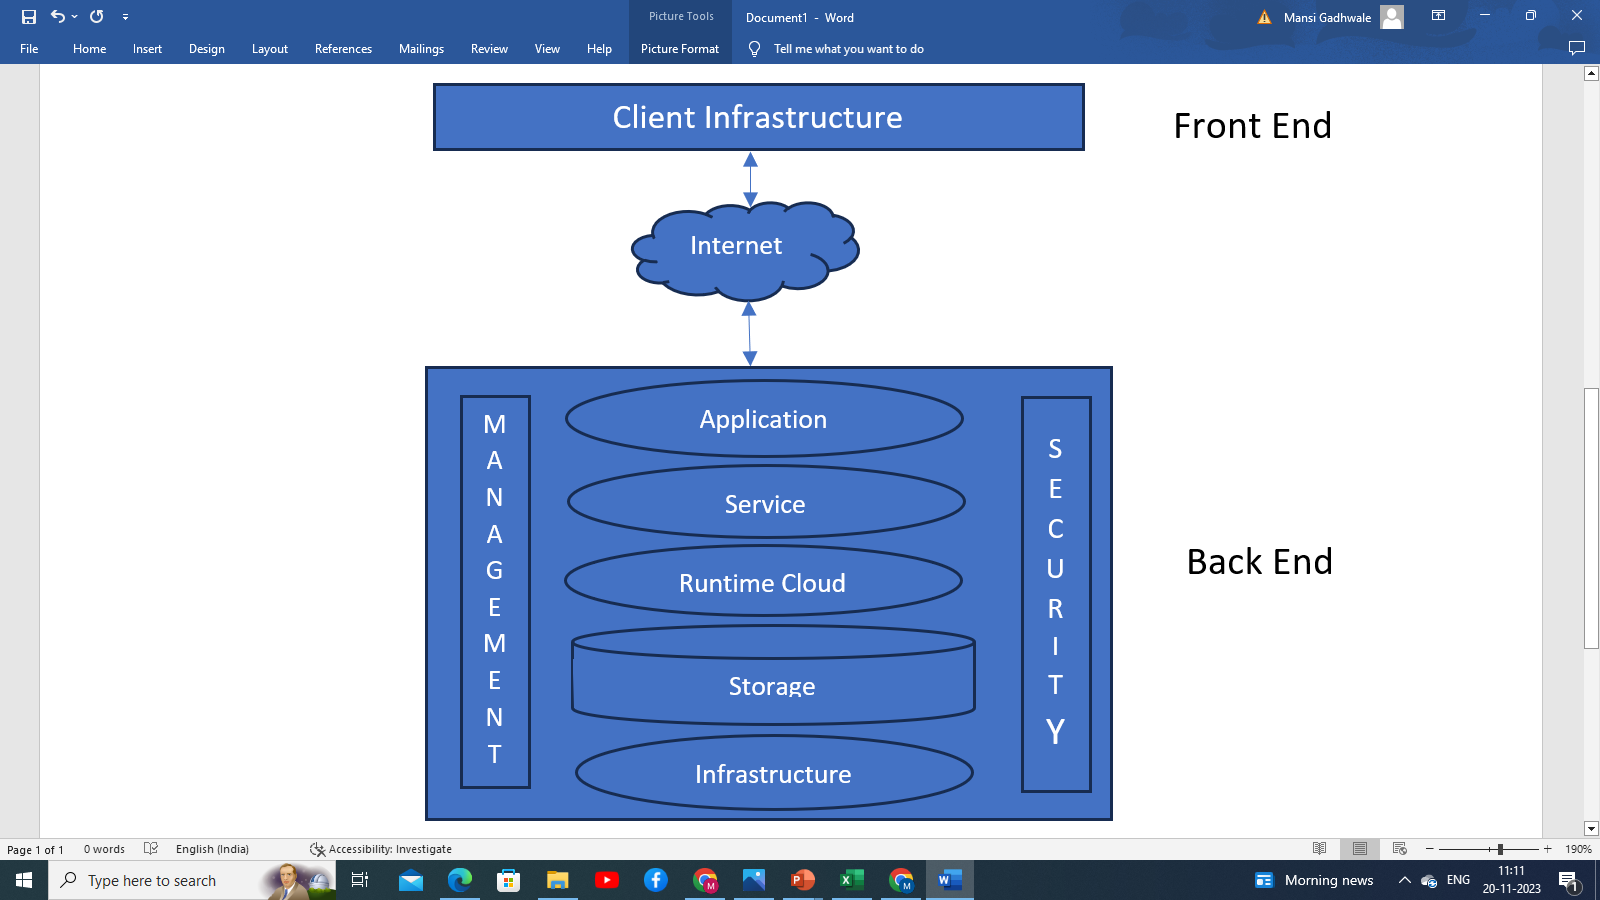 Picture Tools
Document1 - Word
Mansi Gadhwale
File Home Insert Design Layout References Mailings Review View Help Picture Format Tell me what you want to do
Client Infrastructure
Front End
Internet
Application
Service
Runtime Cloud
Storage
Infrastructure
MANAGEMENT
SECURITY
Back End
Page 1 of 1 0 words English (India) Accessibility: Investigate 190%
Type here to search
Morning news
ENG
11:11
20-11-2023
1